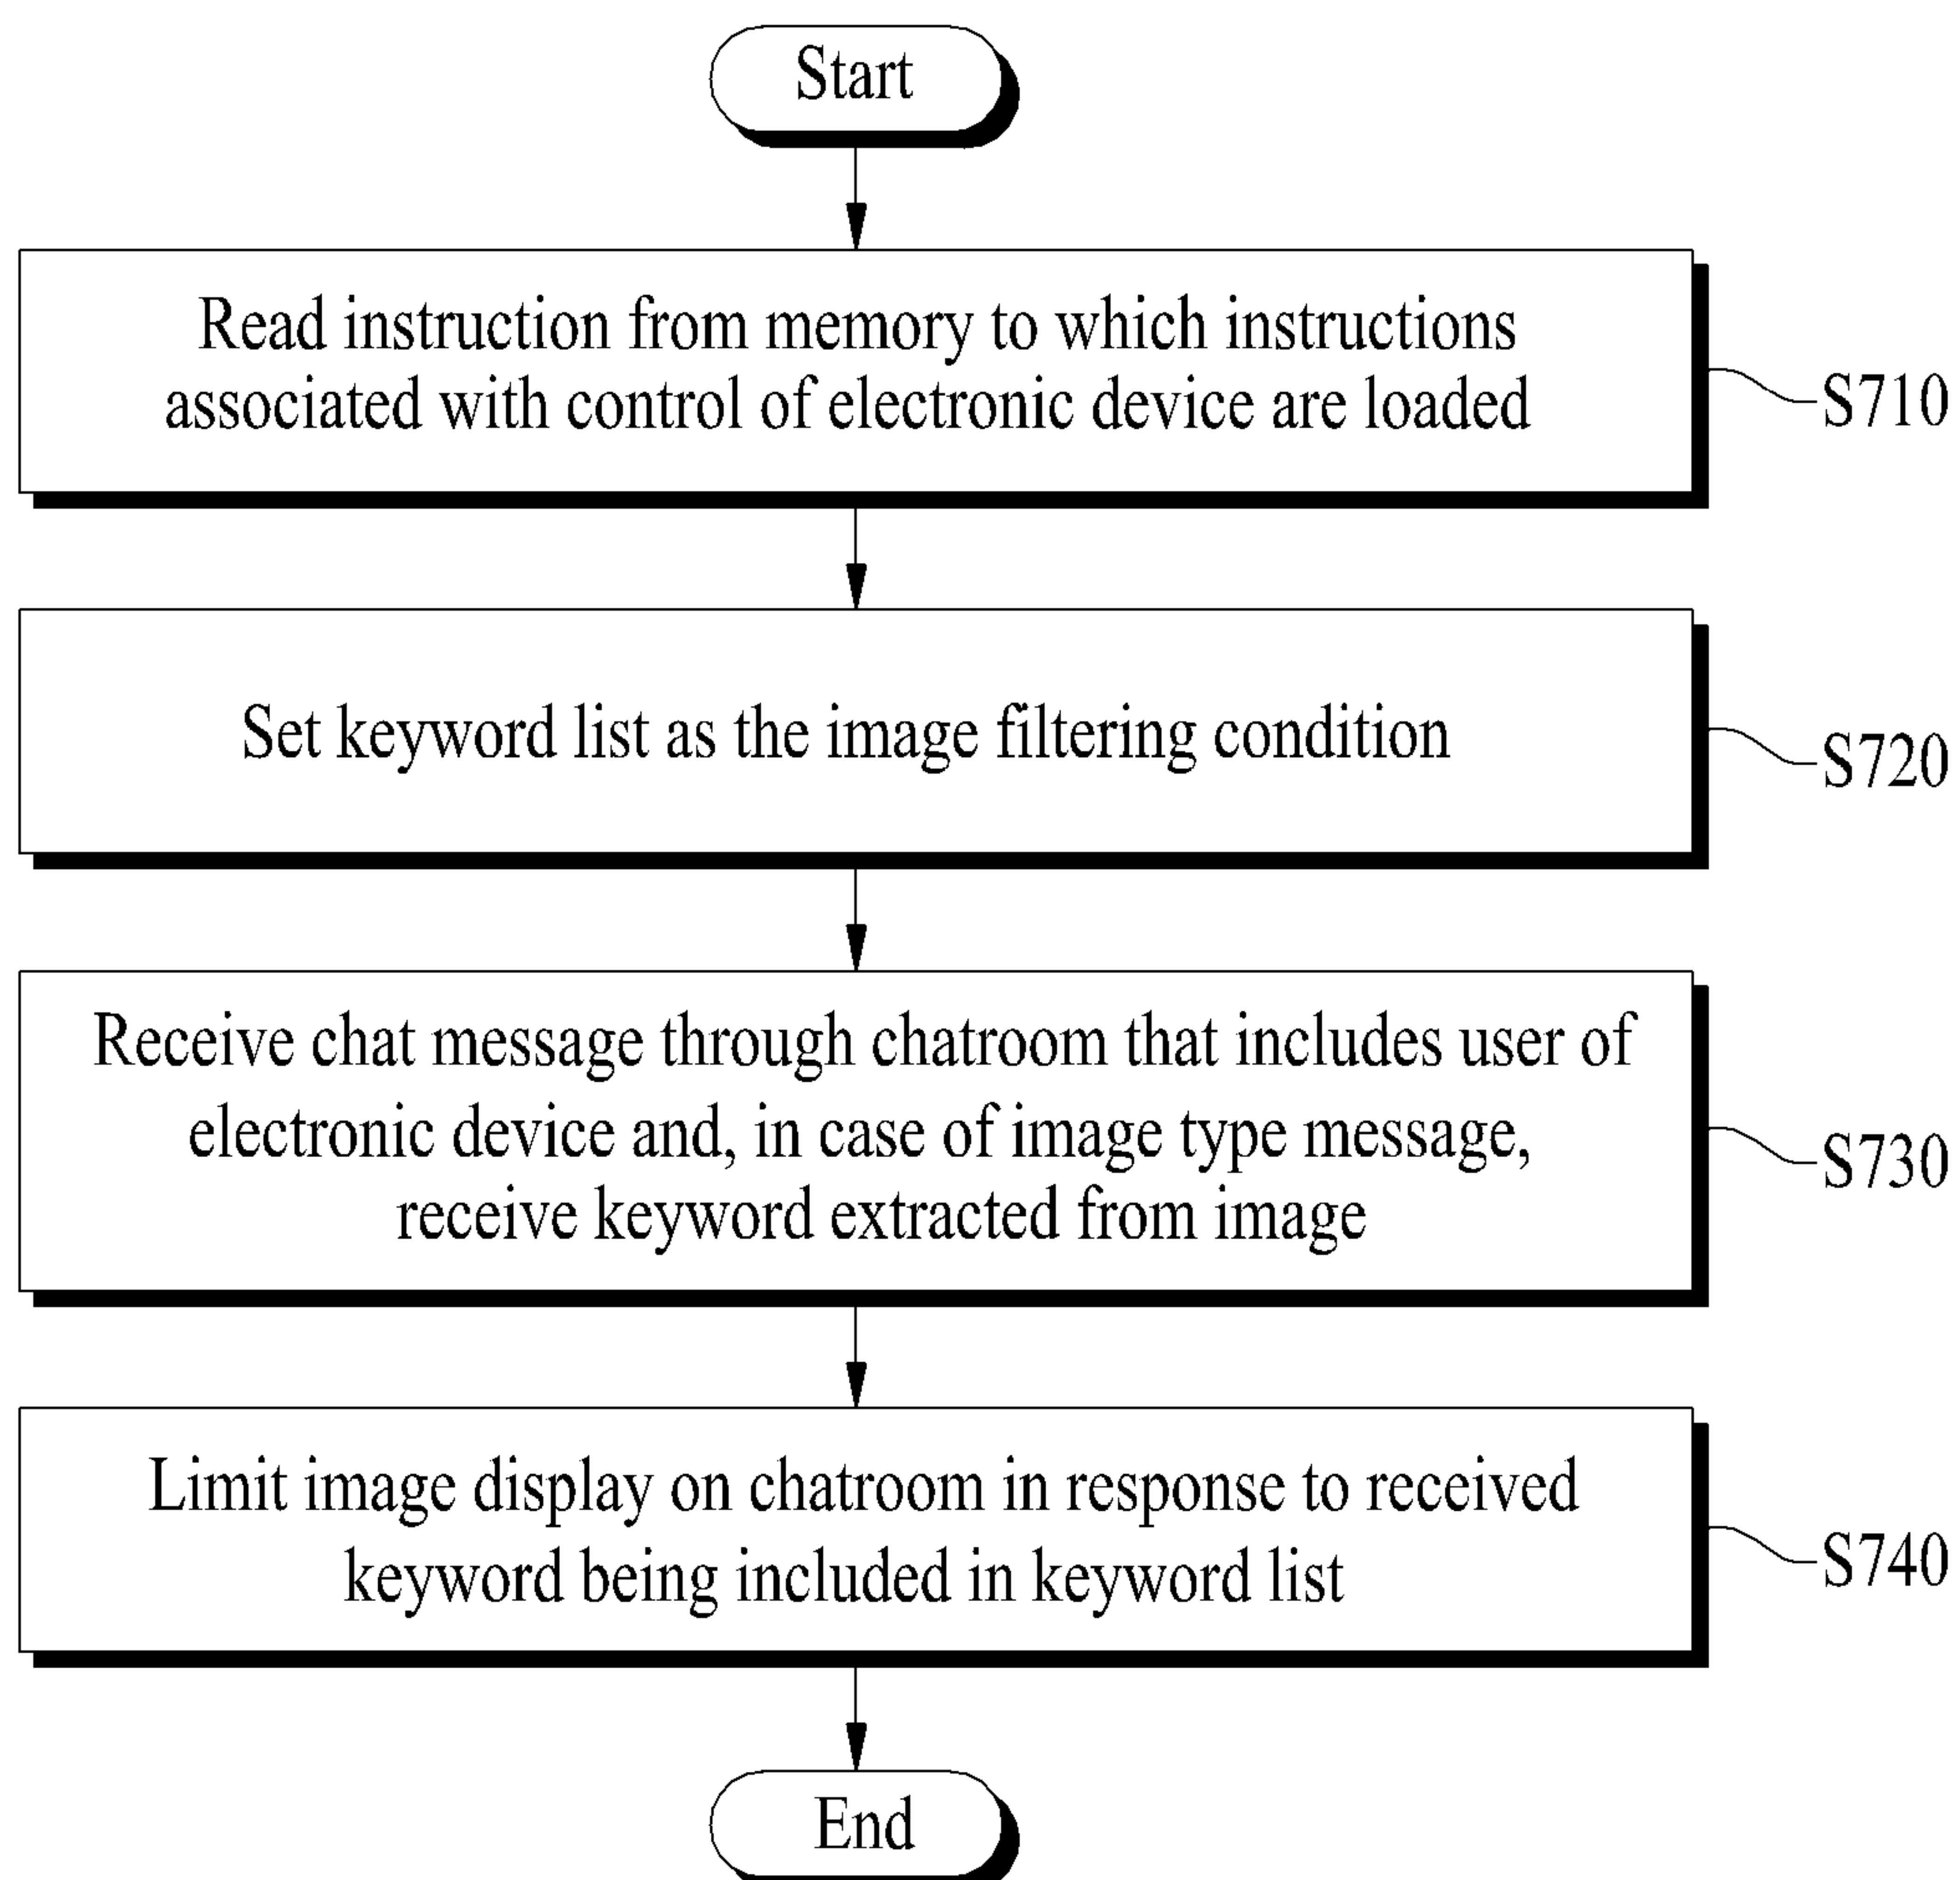 Start
Read instruction from memory to which instructions
associated with control of electronic device are loaded
S710
Set keyword list as the image filtering condition
S720
Receive chat message through chatroom that includes user of
electronic device and, in case of image type message,
receive keyword extracted from image
S730
Limit image display on chatroom in response to received
keyword being included in keyword list
S740
End